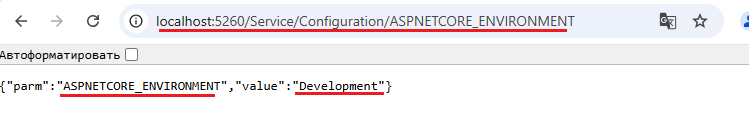 localhost:5260/Service/Configuration/ASPNETCORE_ENVIRONMENT
Автоформатировать
{"parm":"ASPNETCORE_ENVIRONMENT","value":"Development"}